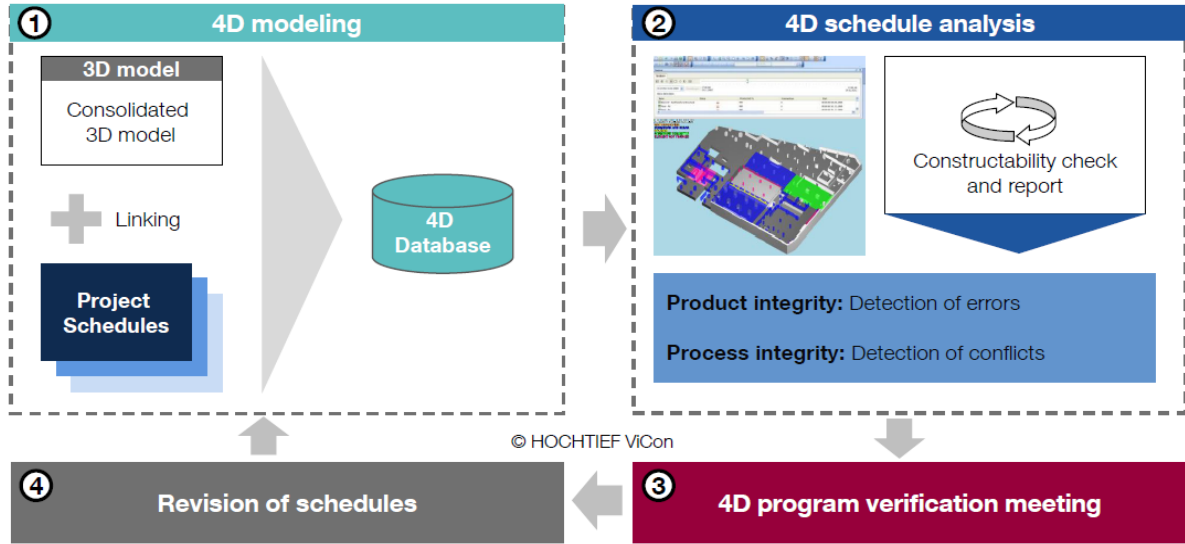 1
4D modeling
3D model
Consolidated
3D model
Linking
Project
Schedules
4D
Database
2
4D schedule analysis
Constructability check
and report
Product integrity: Detection of errors
Process integrity: Detection of conflicts
© HOCHTIEF ViCon
4
Revision of schedules
3
4D program verification meeting